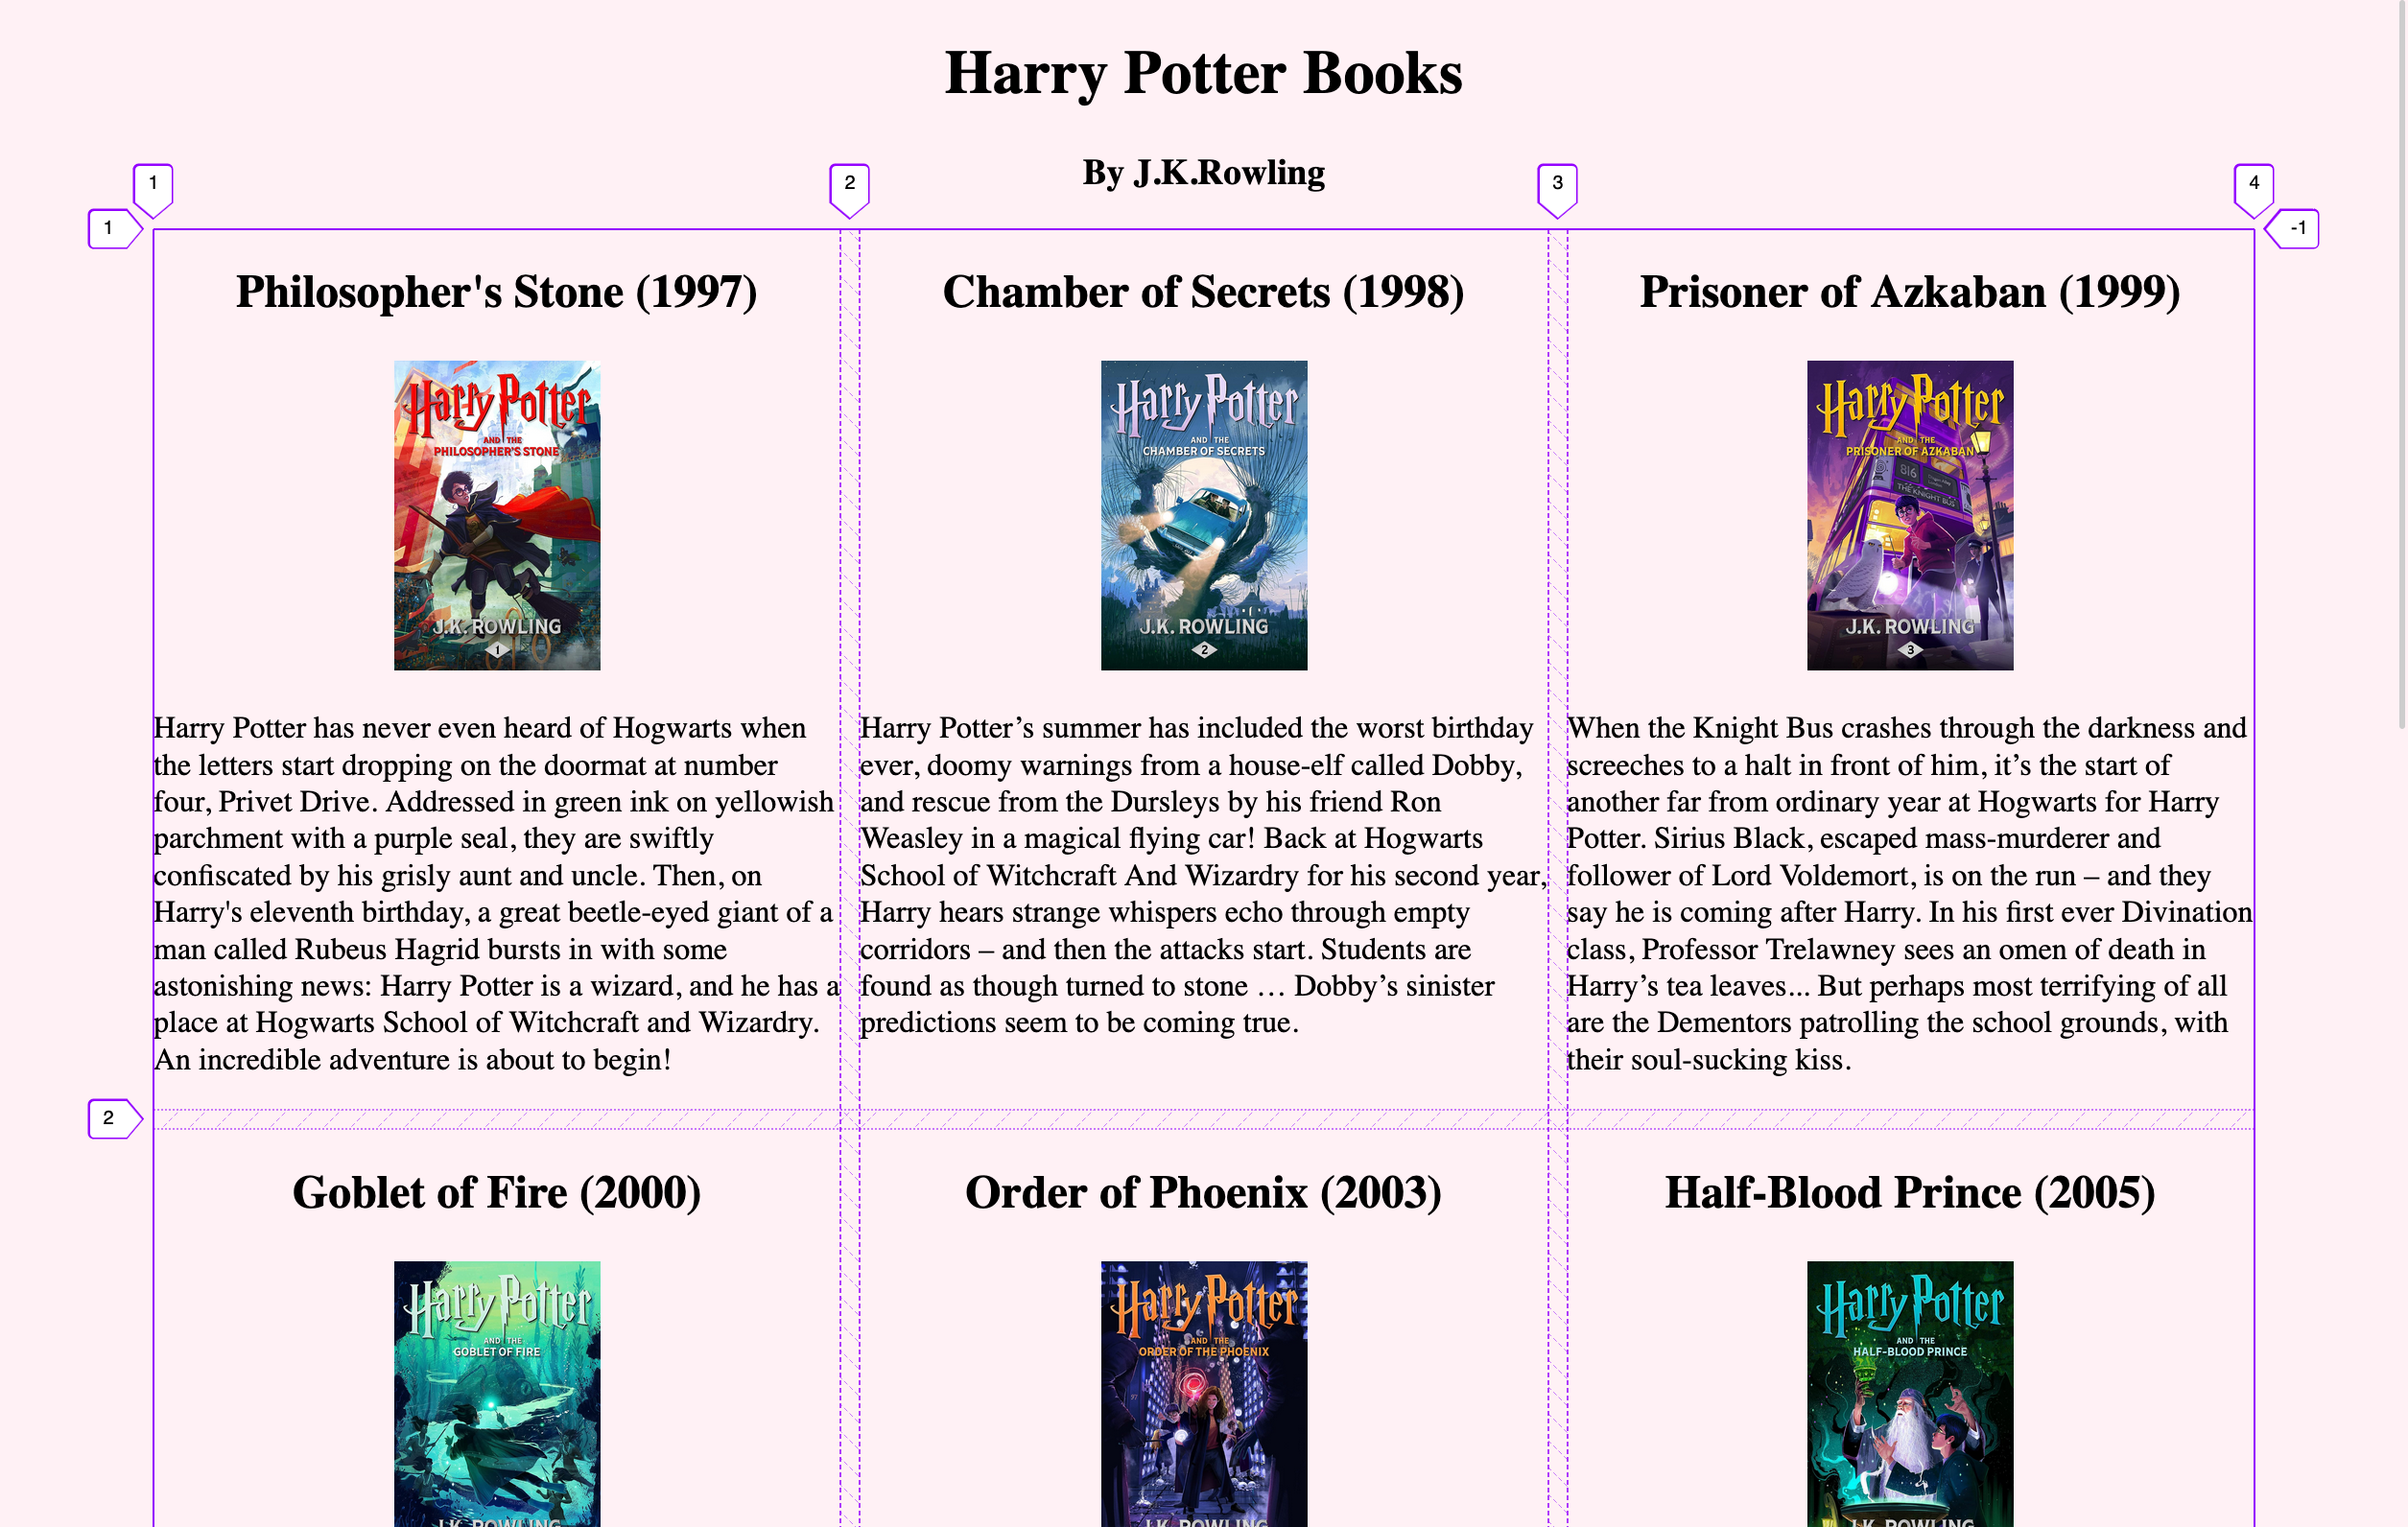 Harry Potter Books
By J.K.Rowling
1
2
3
4
1
-1
Philosopher's Stone (1997)
Harry Potter
AND THE
PHILOSOPHER'S STONE
J.K. ROWLING
1
Harry Potter has never even heard of Hogwarts when
the letters start dropping on the doormat at number
four, Privet Drive. Addressed in green ink on yellowish
parchment with a purple seal, they are swiftly
confiscated by his grisly aunt and uncle. Then, on
Harry's eleventh birthday, a great beetle-eyed giant of a
man called Rubeus Hagrid bursts in with some
astonishing news: Harry Potter is a wizard, and he has a
place at Hogwarts School of Witchcraft and Wizardry.
An incredible adventure is about to begin!
Chamber of Secrets (1998)
Harry Potter
AND THE
CHAMBER OF SECRETS
J.K. ROWLING
2
Harry Potter’s summer has included the worst birthday
ever, doomy warnings from a house-elf called Dobby,
and rescue from the Dursleys by his friend Ron
Weasley in a magical flying car! Back at Hogwarts
School of Witchcraft And Wizardry for his second year,
Harry hears strange whispers echo through empty
corridors – and then the attacks start. Students are
found as though turned to stone … Dobby’s sinister
predictions seem to be coming true.
Prisoner of Azkaban (1999)
Harry Potter
AND THE
PRISONER OF AZKABAN
816
THE KNIGHT BUS
J.K. ROWLING
3
When the Knight Bus crashes through the darkness and
screeches to a halt in front of him, it’s the start of
another far from ordinary year at Hogwarts for Harry
Potter. Sirius Black, escaped mass-murderer and
follower of Lord Voldemort, is on the run – and they
say he is coming after Harry. In his first ever Divination
class, Professor Trelawney sees an omen of death in
Harry’s tea leaves... But perhaps most terrifying of all
are the Dementors patrolling the school grounds, with
their soul-sucking kiss.
2
Goblet of Fire (2000)
Harry Potter
AND THE
GOBLET OF FIRE
J.K. ROWLING
Order of Phoenix (2003)
Harry Potter
AND THE
ORDER OF THE PHOENIX
97
J.K. ROWLING
Half-Blood Prince (2005)
Harry Potter
AND THE
HALF-BLOOD PRINCE
J.K. ROWLING